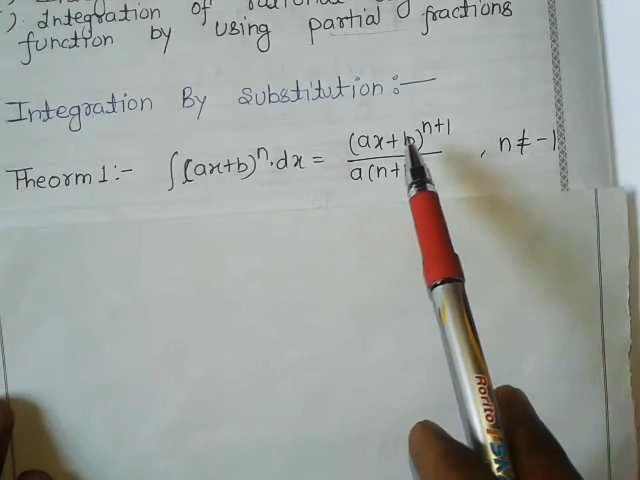 ). Integration of
function by using partial fractions
Integration By Substitution:—
Theorm 1:- ∫(ax+b)^n.dx = (ax+b)^{n+1} / a(n+1 , n ≠ -1
Rorito